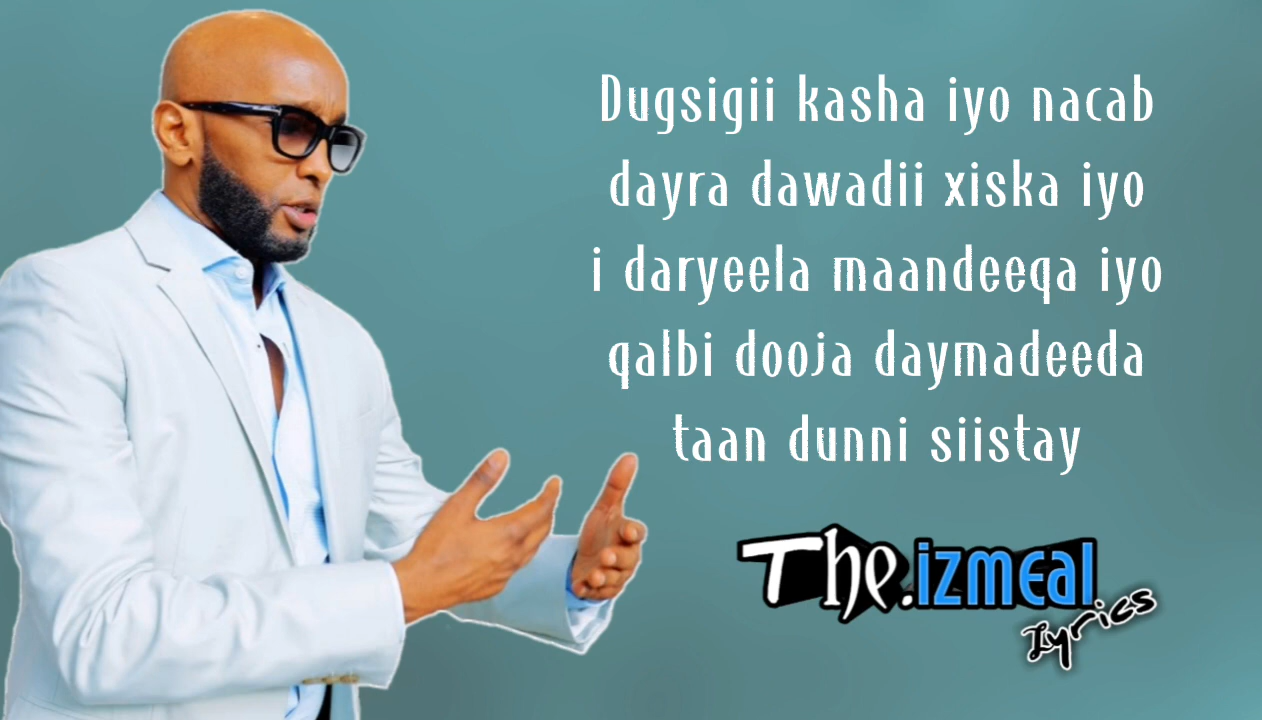 Dugsigii kasha iyo nacab
dayra dawadii xiska iyo
i daryeela maandeeqa iyo
qalbi dooja daymadeeda
taan dunni siistay
The.izmeal
Lyrics